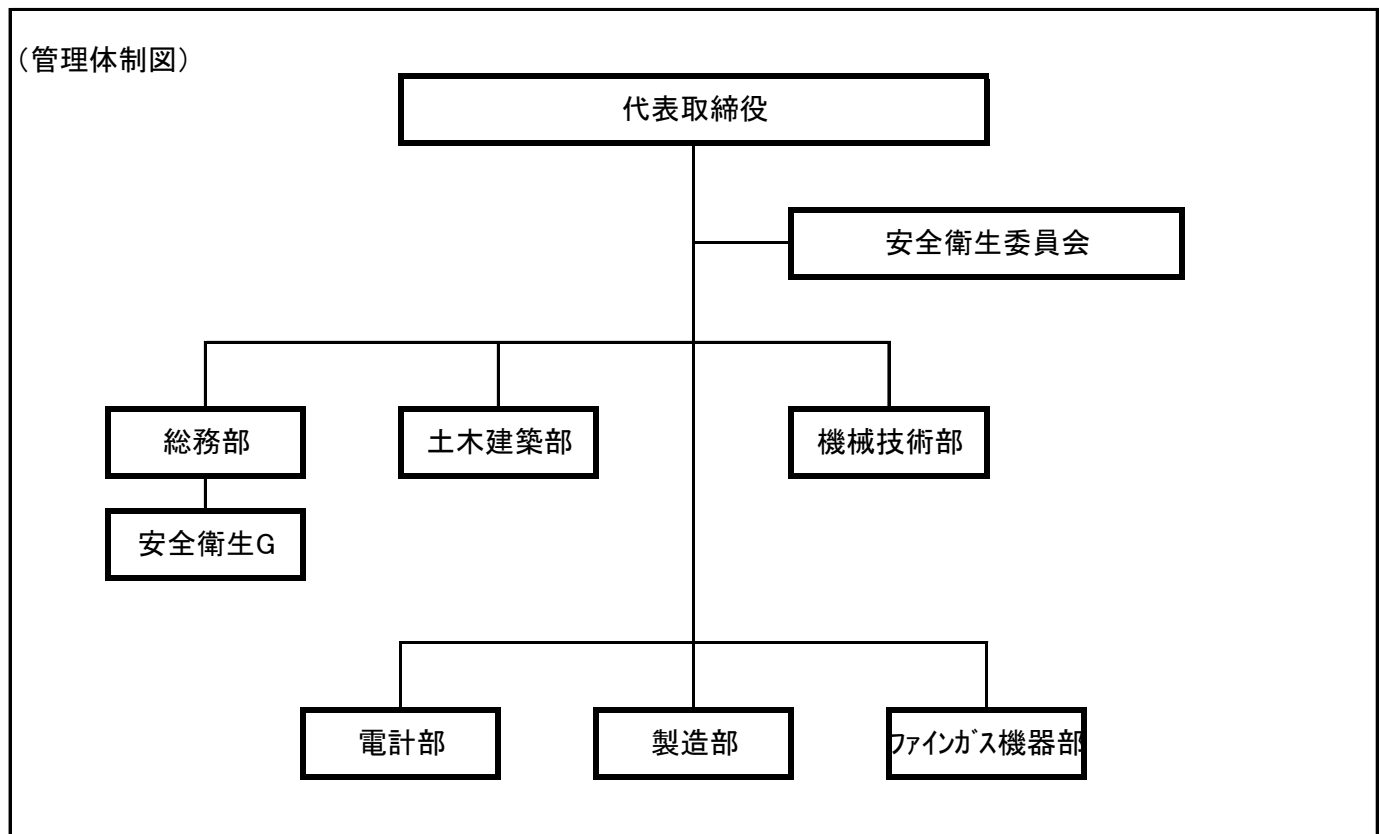 (管理体制図)
代表取締役
安全衛生委員会
総務部
土木建築部
機械技術部
安全衛生G
電計部
製造部
ファインガス機器部